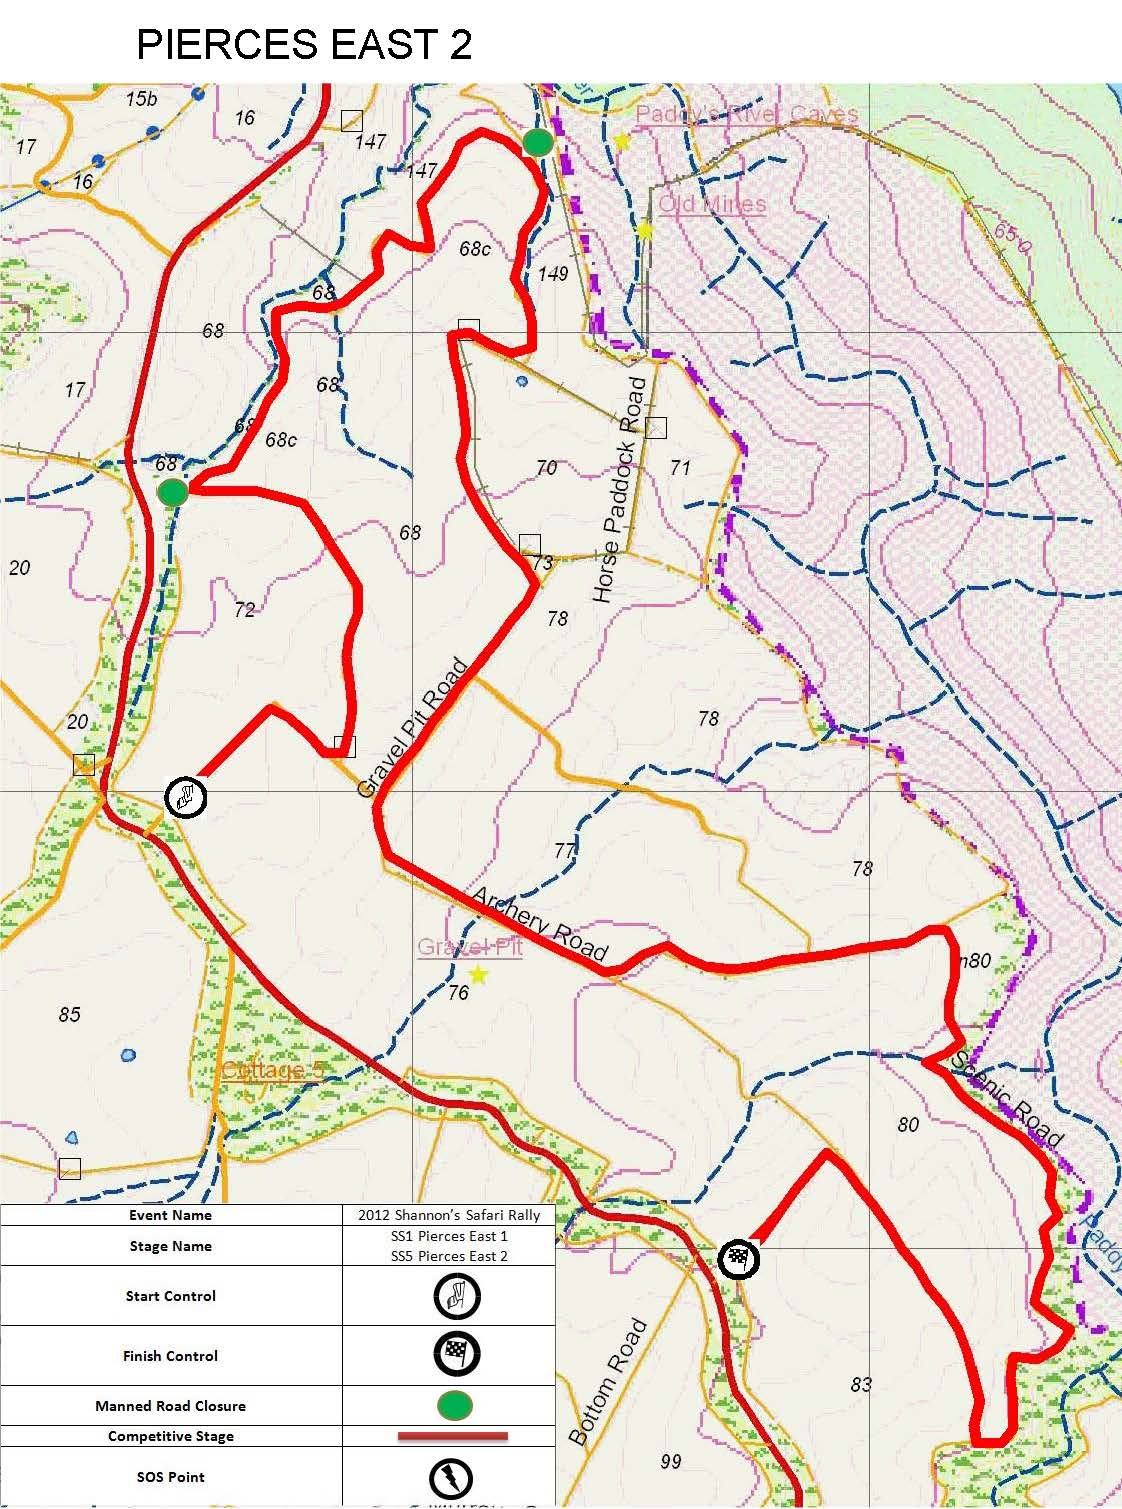 PIERCES EAST 2
15b
16
147
17
16
147
Paddy's River Caves
Old Mines
650
68c
149
68
68
17
68
68
68c
68
70
71
Horse Paddock Road
68
20
73
72
78
20
78
Gravel Pit Road
77
78
Archery Road
Gravel Pit
76
n80
85
Cottage 5
Scenic Road
80
Paddy
Bottom Road
83
99
Event Name
2012 Shannon's Safari Rally
Stage Name
SS1 Pierces East 1
SS5 Pierces East 2
Start Control
Finish Control
Manned Road Closure
Competitive Stage
SOS Point